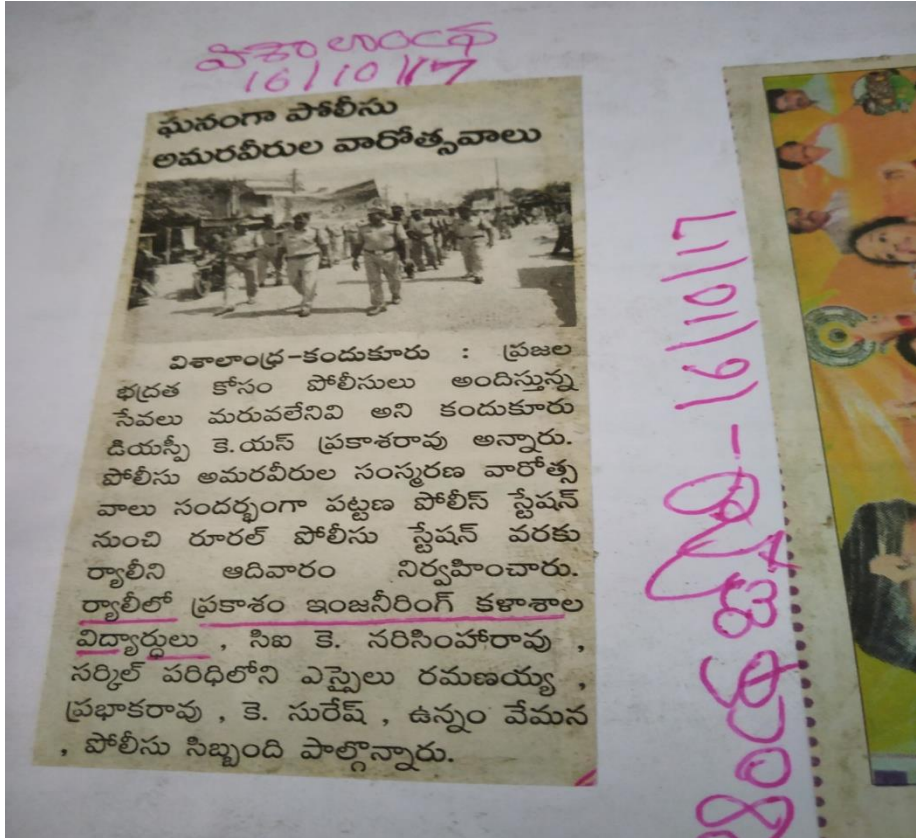 విశాలాంధ్ర
16/10/17
ఘనంగా పోలీసు
అమరవీరుల వారోత్సవాలు
విశాలాంధ్ర-కందుకూరు : ప్రజల
భద్రత కోసం పోలీసులు అందిస్తున్న
సేవలు మరువలేనివి అని కందుకూరు
డియస్పీ కె.యస్ ప్రకాశరావు అన్నారు.
పోలీసు అమరవీరుల సంస్మరణ వారోత్స
వాలు సందర్భంగా పట్టణ పోలీస్ స్టేషన్
నుంచి రూరల్ పోలీసు స్టేషన్ వరకు
ర్యాలీని ఆదివారం నిర్వహించారు.
ర్యాలీలో ప్రకాశం ఇంజనీరింగ్ కళాశాల
విద్యార్ధులు , సిఐ కె. నరిసింహారావు ,
సర్కిల్ పరిధిలోని ఎస్సైలు రమణయ్య ,
ప్రభాకరావు , కె. సురేష్ , ఉన్నం వేమన
, పోలీసు సిబ్బంది పాల్గొన్నారు.
- 16/10/17